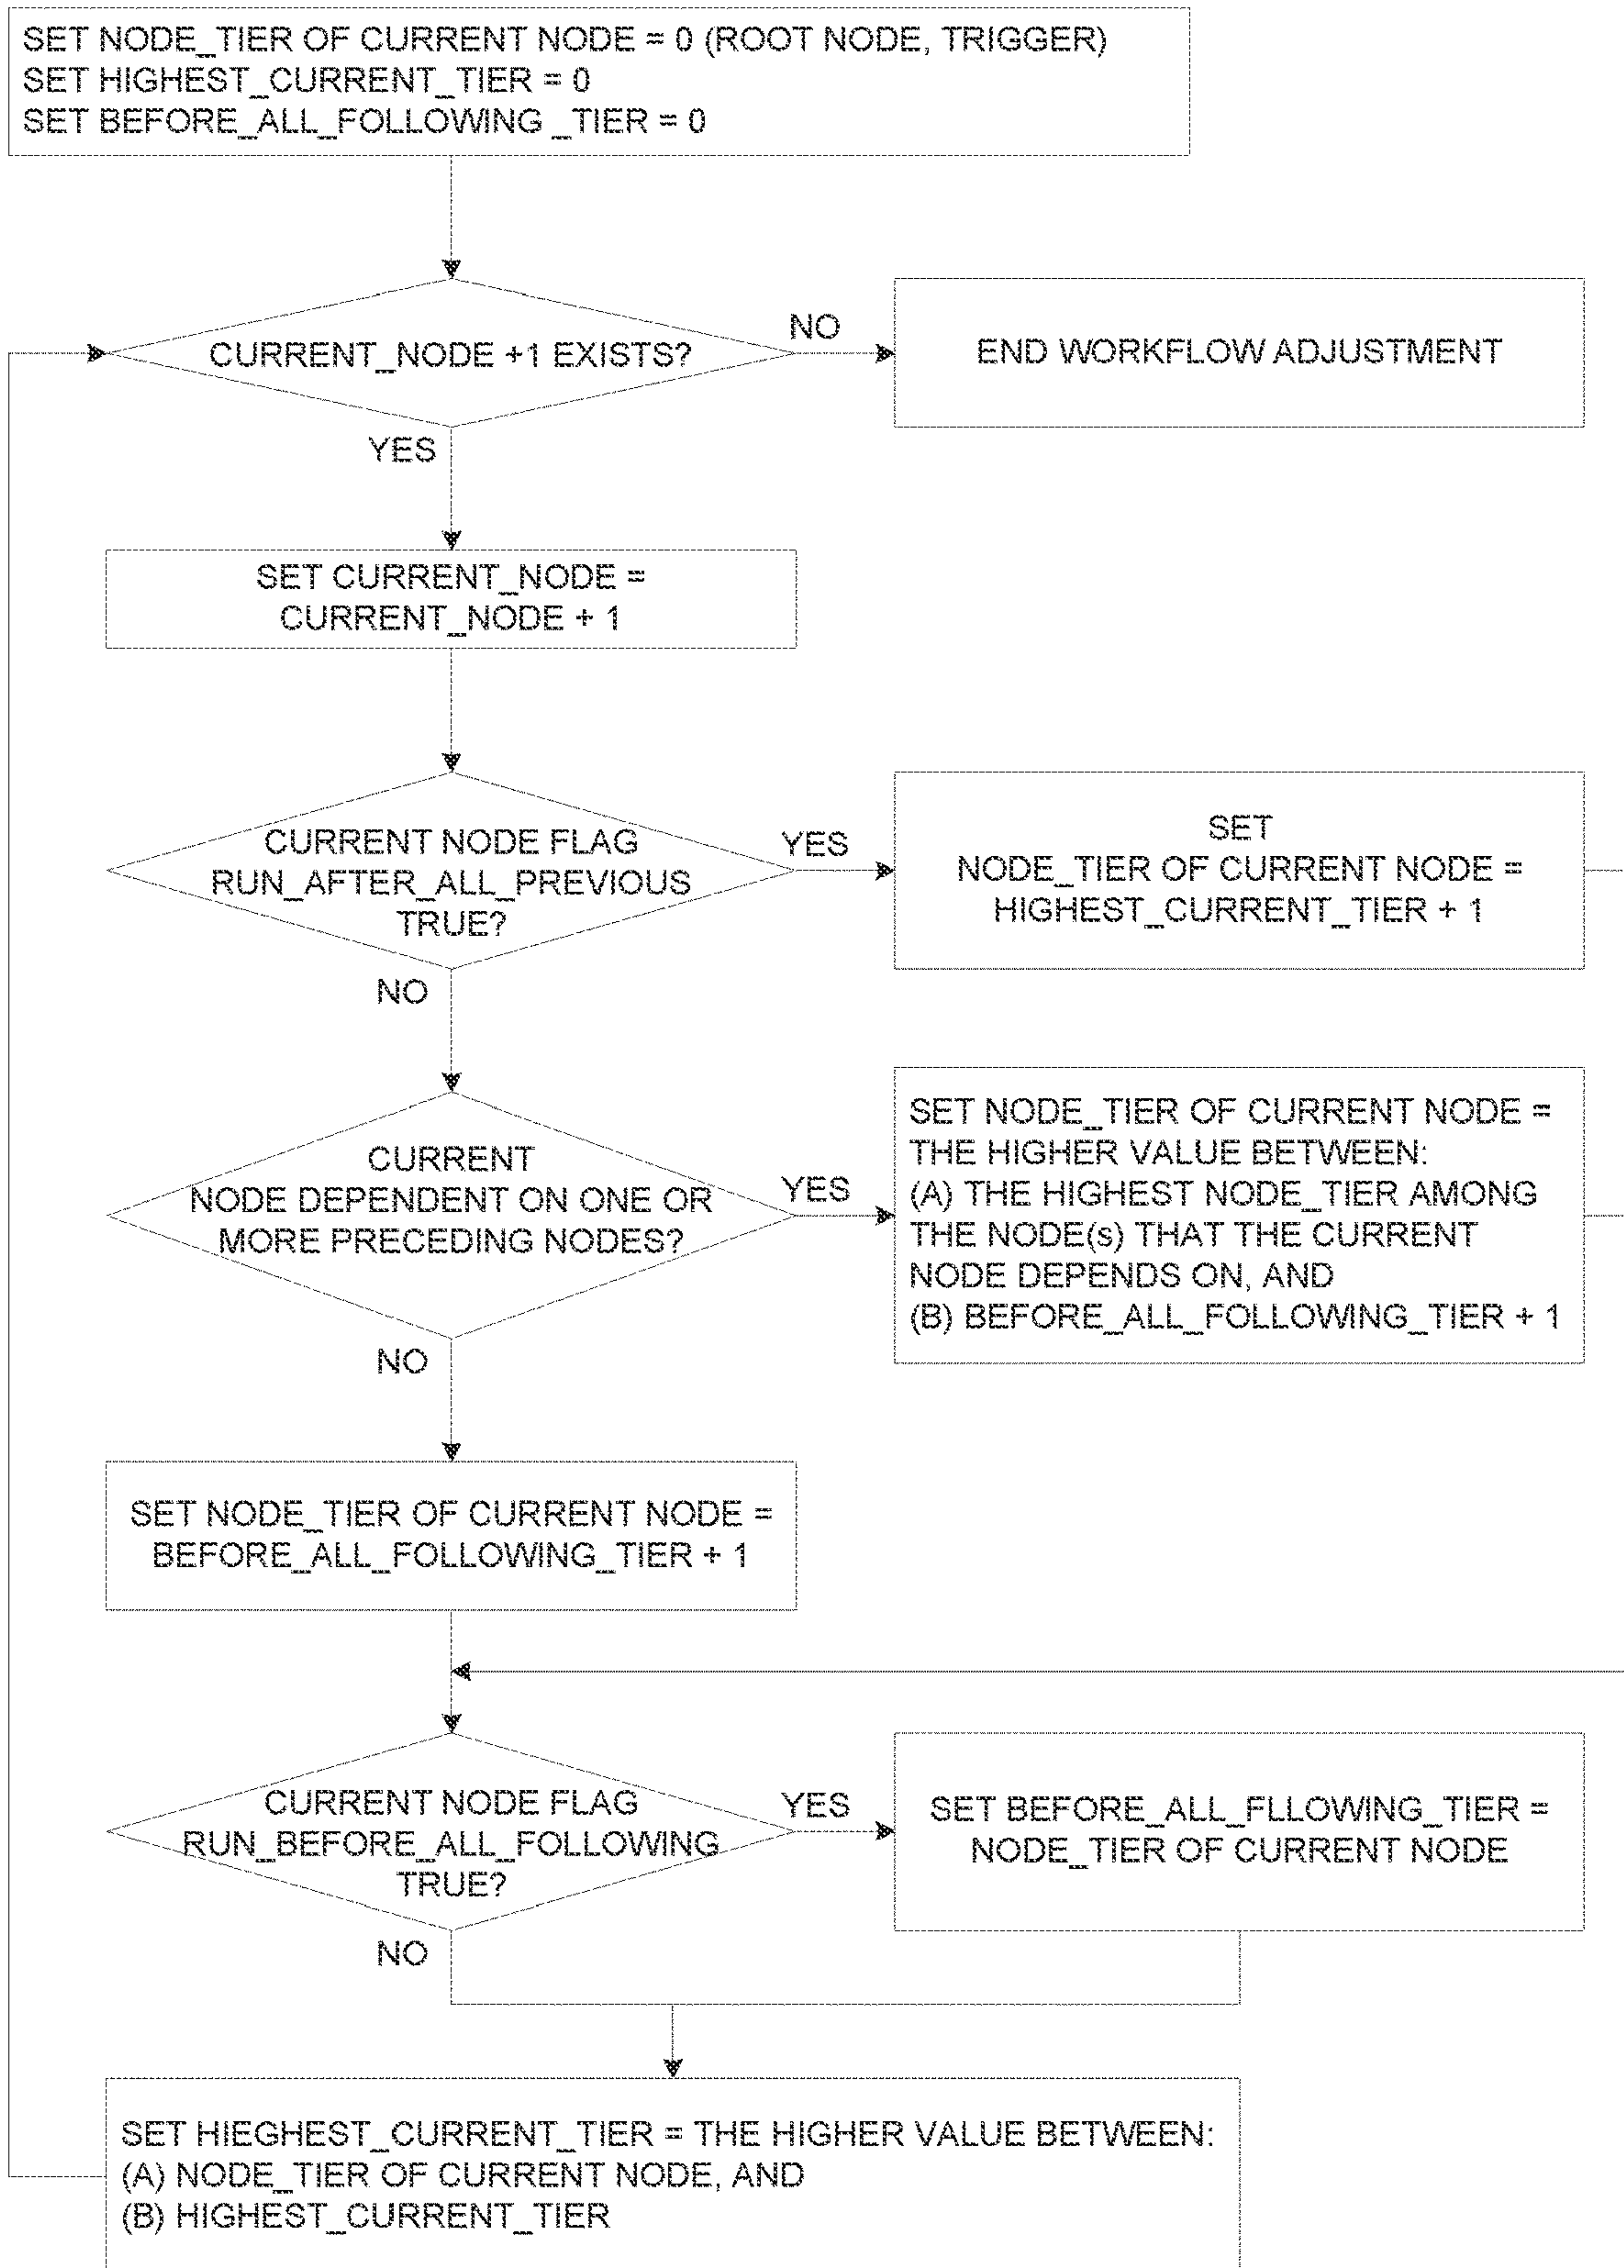 SET NODE_TIER OF CURRENT NODE = 0 (ROOT NODE, TRIGGER)
SET HIGHEST_CURRENT_TIER = 0
SET BEFORE_ALL_FOLLOWING _TIER = 0
CURRENT_NODE +1 EXISTS?
NO
END WORKFLOW ADJUSTMENT
YES
SET CURRENT_NODE =
CURRENT_NODE + 1
CURRENT NODE FLAG
RUN_AFTER_ALL_PREVIOUS
TRUE?
YES
SET
NODE_TIER OF CURRENT NODE =
HIGHEST_CURRENT_TIER + 1
NO
CURRENT
NODE DEPENDENT ON ONE OR
MORE PRECEDING NODES?
YES
SET NODE_TIER OF CURRENT NODE =
THE HIGHER VALUE BETWEEN:
(A) THE HIGHEST NODE_TIER AMONG
THE NODE(s) THAT THE CURRENT
NODE DEPENDS ON, AND
(B) BEFORE_ALL_FOLLOWING_TIER + 1
NO
SET NODE_TIER OF CURRENT NODE =
BEFORE_ALL_FOLLOWING_TIER + 1
CURRENT NODE FLAG
RUN_BEFORE_ALL_FOLLOWING
TRUE?
YES
SET BEFORE_ALL_FLLOWING_TIER =
NODE_TIER OF CURRENT NODE
NO
SET HIEGHEST_CURRENT_TIER = THE HIGHER VALUE BETWEEN:
(A) NODE_TIER OF CURRENT NODE, AND
(B) HIGHEST_CURRENT_TIER